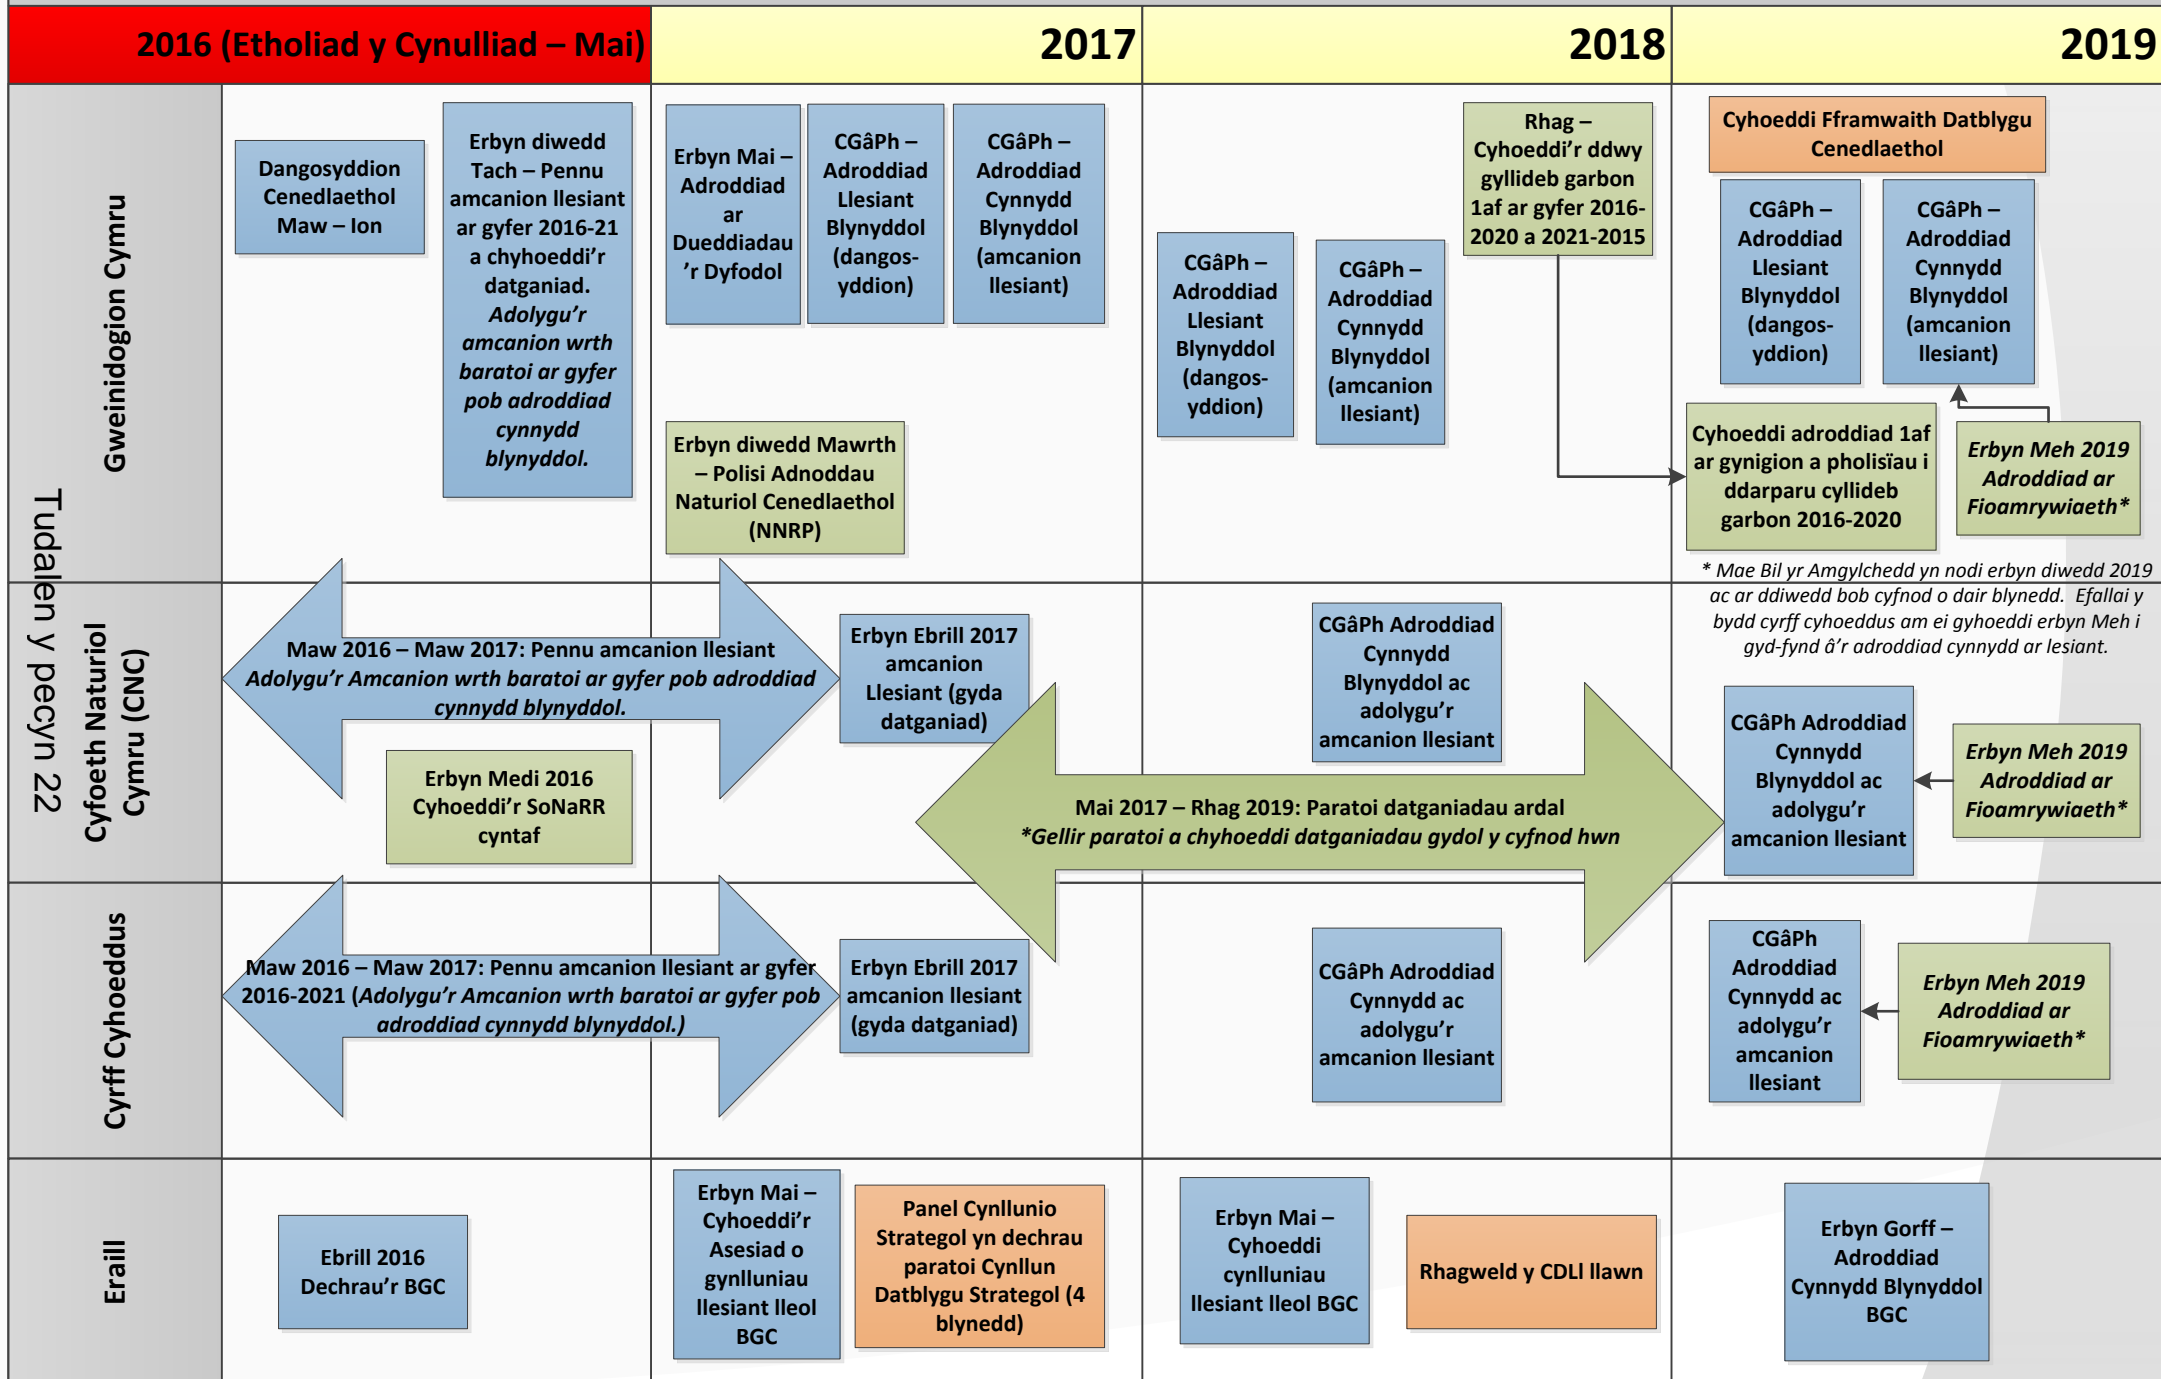 2016 (Etholiad y Cynulliad – Mai)
2017
2018
2019
Tudalen y pecyn 22
Gweinidogion Cymru
Dangosyddion
Cenedlaethol
Maw – Ion
Erbyn diwedd
Tach – Pennu
amcanion llesiant
ar gyfer 2016-21
a chyhoeddi’r
datganiad.
Adolygu’r
amcanion wrth
baratoi ar gyfer
pob adroddiad
cynnydd
blynyddol.
Erbyn Mai –
Adroddiad
ar
Dueddiadau
’r Dyfodol
CGâPh –
Adroddiad
Llesiant
Blynyddol
(dangos-
yddion)
CGâPh –
Adroddiad
Cynnydd
Blynyddol
(amcanion
llesiant)
Erbyn diwedd Mawrth
– Polisi Adnoddau
Naturiol Cenedlaethol
(NNRP)
CGâPh –
Adroddiad
Llesiant
Blynyddol
(dangos-
yddion)
CGâPh –
Adroddiad
Cynnydd
Blynyddol
(amcanion
llesiant)
Rhag –
Cyhoeddi’r ddwy
gyllideb garbon
1af ar gyfer 2016-
2020 a 2021-2015
Cyhoeddi Fframwaith Datblygu
Cenedlaethol
CGâPh –
Adroddiad
Llesiant
Blynyddol
(dangos-
yddion)
CGâPh –
Adroddiad
Cynnydd
Blynyddol
(amcanion
llesiant)
Cyhoeddi adroddiad 1af
ar gynigion a pholisïau i
ddarparu cyllideb
garbon 2016-2020
Erbyn Meh 2019
Adroddiad ar
Fioamrywiaeth*
* Mae Bil yr Amgylchedd yn nodi erbyn diwedd 2019
ac ar ddiwedd bob cyfnod o dair blynedd. Efallai y
bydd cyrff cyhoeddus am ei gyhoeddi erbyn Meh i
gyd-fynd â’r adroddiad cynnydd ar lesiant.
Cyfoeth Naturiol
Cymru (CNC)
Maw 2016 – Maw 2017: Pennu amcanion llesiant
Adolygu’r Amcanion wrth baratoi ar gyfer pob adroddiad
cynnydd blynyddol.
Erbyn Medi 2016
Cyhoeddi’r SoNaRR
cyntaf
Erbyn Ebrill 2017
amcanion
Llesiant (gyda
datganiad)
CGâPh Adroddiad
Cynnydd
Blynyddol ac
adolygu’r
amcanion llesiant
Mai 2017 – Rhag 2019: Paratoi datganiadau ardal
*Gellir paratoi a chyhoeddi datganiadau gydol y cyfnod hwn
CGâPh Adroddiad
Cynnydd
Blynyddol ac
adolygu’r
amcanion llesiant
Erbyn Meh 2019
Adroddiad ar
Fioamrywiaeth*
Cyrff Cyhoeddus
Maw 2016 – Maw 2017: Pennu amcanion llesiant ar gyfer
2016-2021 (Adolygu’r Amcanion wrth baratoi ar gyfer pob
adroddiad cynnydd blynyddol.)
Erbyn Ebrill 2017
amcanion llesiant
(gyda datganiad)
CGâPh Adroddiad
Cynnydd ac
adolygu’r
amcanion llesiant
CGâPh
Adroddiad
Cynnydd ac
adolygu’r
amcanion
llesiant
Erbyn Meh 2019
Adroddiad ar
Fioamrywiaeth*
Eraill
Ebrill 2016
Dechrau’r BGC
Erbyn Mai –
Cyhoeddi’r
Asesiad o
gynlluniau
llesiant lleol
BGC
Panel Cynllunio
Strategol yn dechrau
paratoi Cynllun
Datblygu Strategol (4
blynedd)
Erbyn Mai –
Cyhoeddi
cynlluniau
llesiant lleol BGC
Rhagweld y CDLl llawn
Erbyn Gorff –
Adroddiad
Cynnydd Blynyddol
BGC